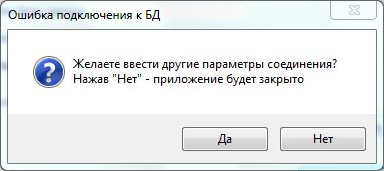 Ошибка подключения к БД
Желаете ввести другие параметры соединения?
Нажав "Нет" - приложение будет закрыто
Да
Нет